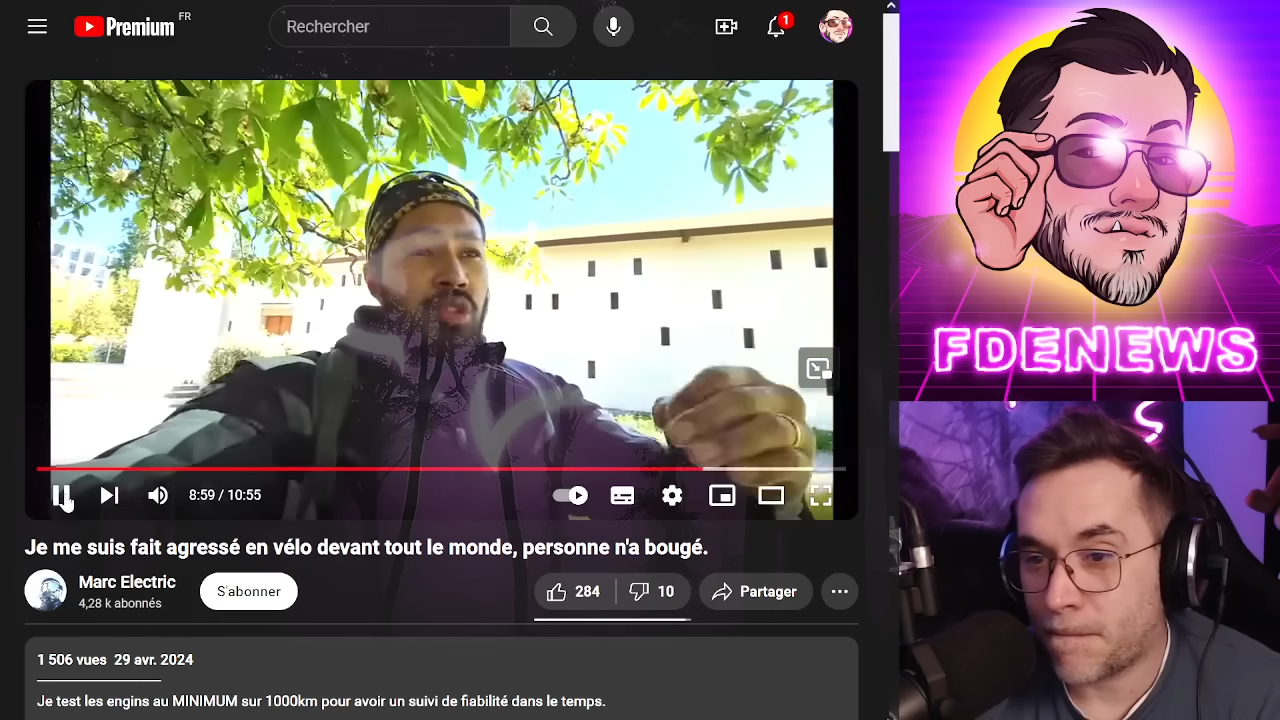 Premium FR
Rechercher
1
8:59 / 10:55
Je me suis fait agressé en vélo devant tout le monde, personne n'a bougé.
Marc Electric
4,28 k abonnés
S'abonner
284
10
Partager
1 506 vues 29 avr. 2024
Je test les engins au MINIMUM sur 1000km pour avoir un suivi de fiabilité dans le temps.
FDENEWS